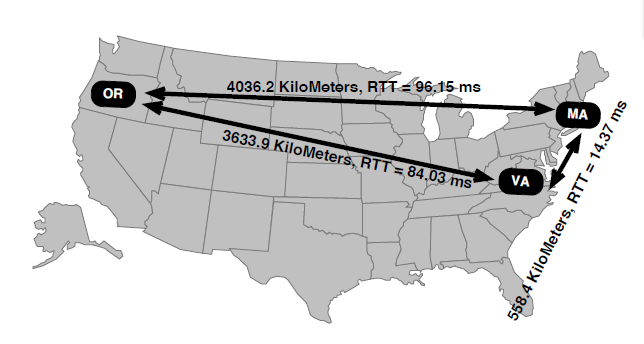 4036.2 KiloMeters, RTT = 96.15 ms
OR
MA
3633.9 KiloMeters, RTT = 84.03 ms
VA
558.4 KiloMeters, RTT = 14.37 ms